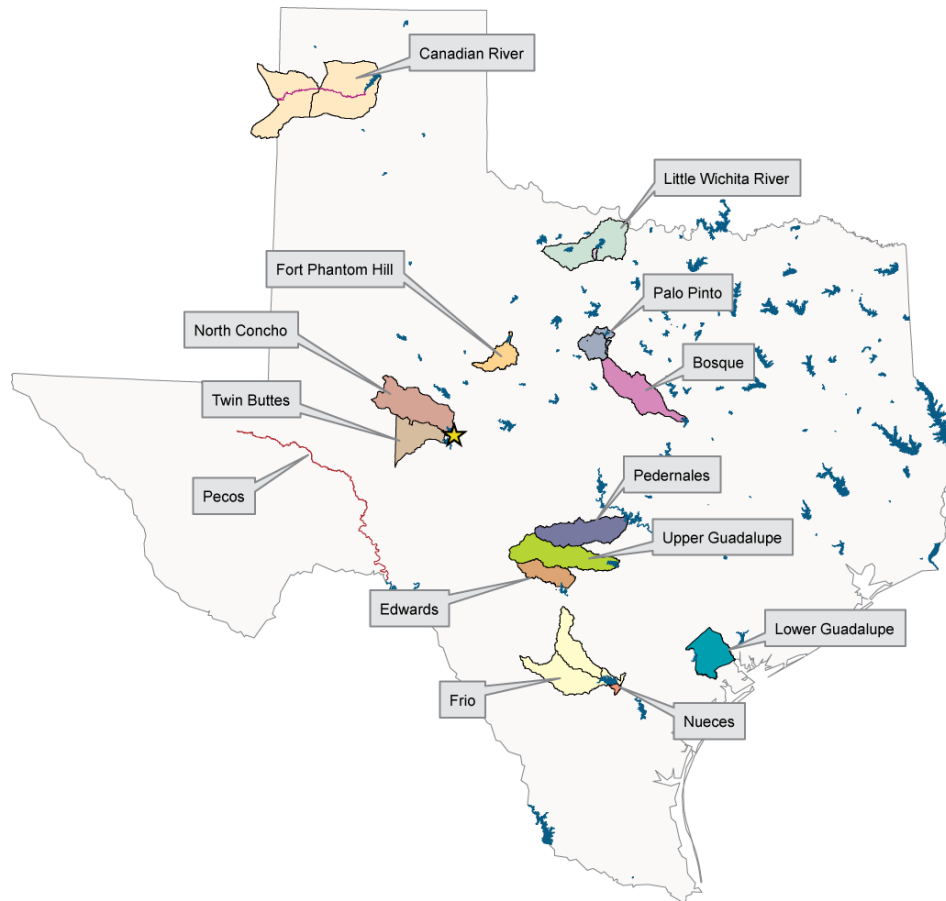 Canadian River
Little Wichita River
Fort Phantom Hill
Palo Pinto
North Concho
Bosque
Twin Buttes
Pecos
Pedernales
Upper Guadalupe
Edwards
Lower Guadalupe
Frio
Nueces